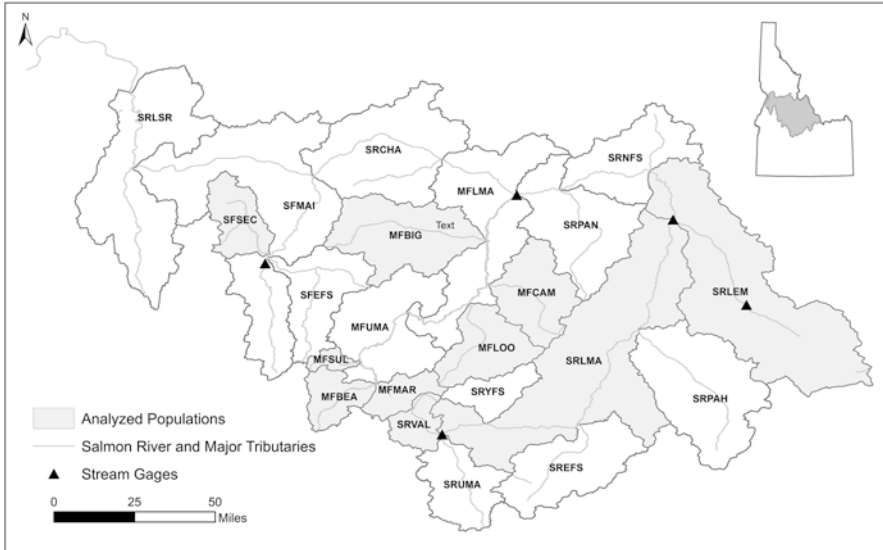 N
SRLSR
SRCHA
SRNFS
MFLMA
SFSEC
SFMAI
MFBIG
Text
SRPAN
SFEFS
MFCAM
SRLEM
MFUMA
MFLOO
SRLMA
MFSUL
MFBEA
MFMAR
SRYFS
SRPAH
SRVAL
SREFS
SRUMA
Analyzed Populations
Salmon River and Major Tributaries
Stream Gages
0 25 50
Miles